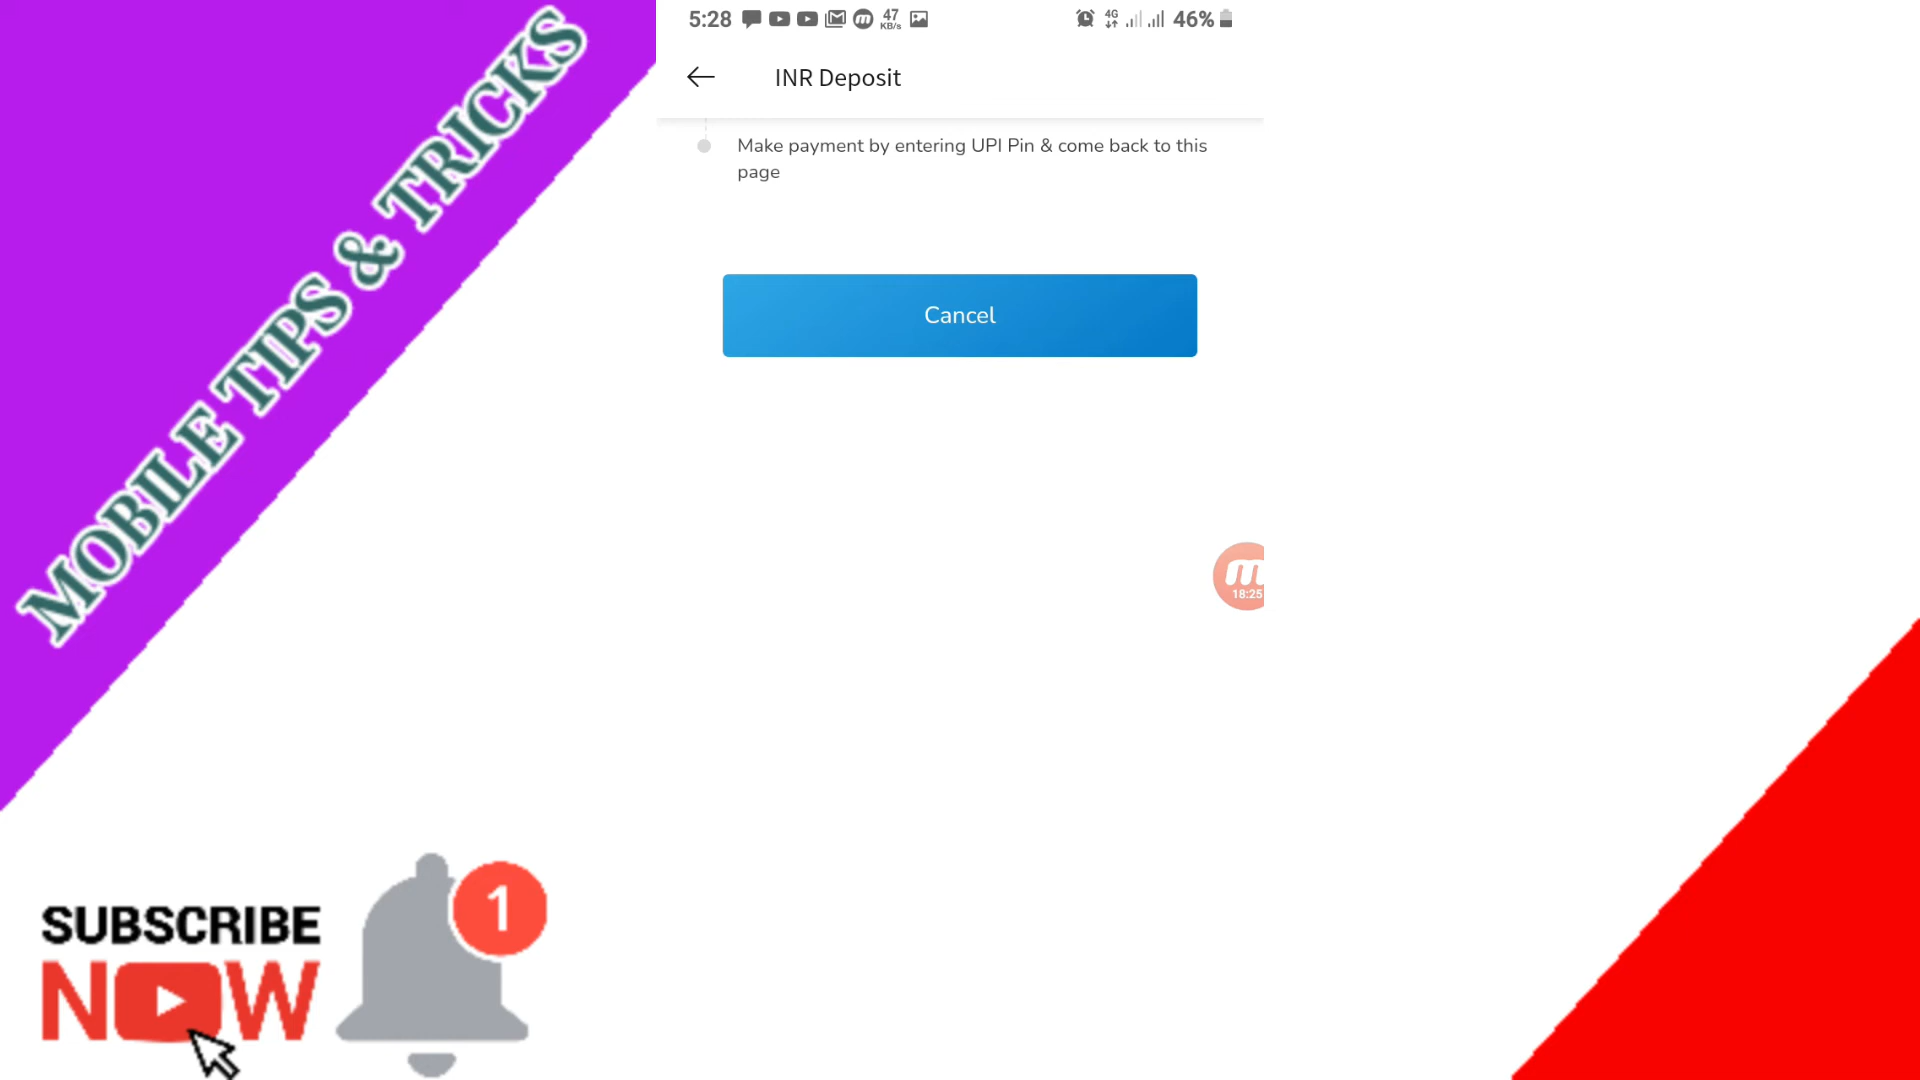 MOBILE TIPS & TRICKS
5:28
47
KB/s
4G
46%
INR Deposit
Make payment by entering UPI Pin & come back to this
page
Cancel
m
18:25
SUBSCRIBE
NOW
1